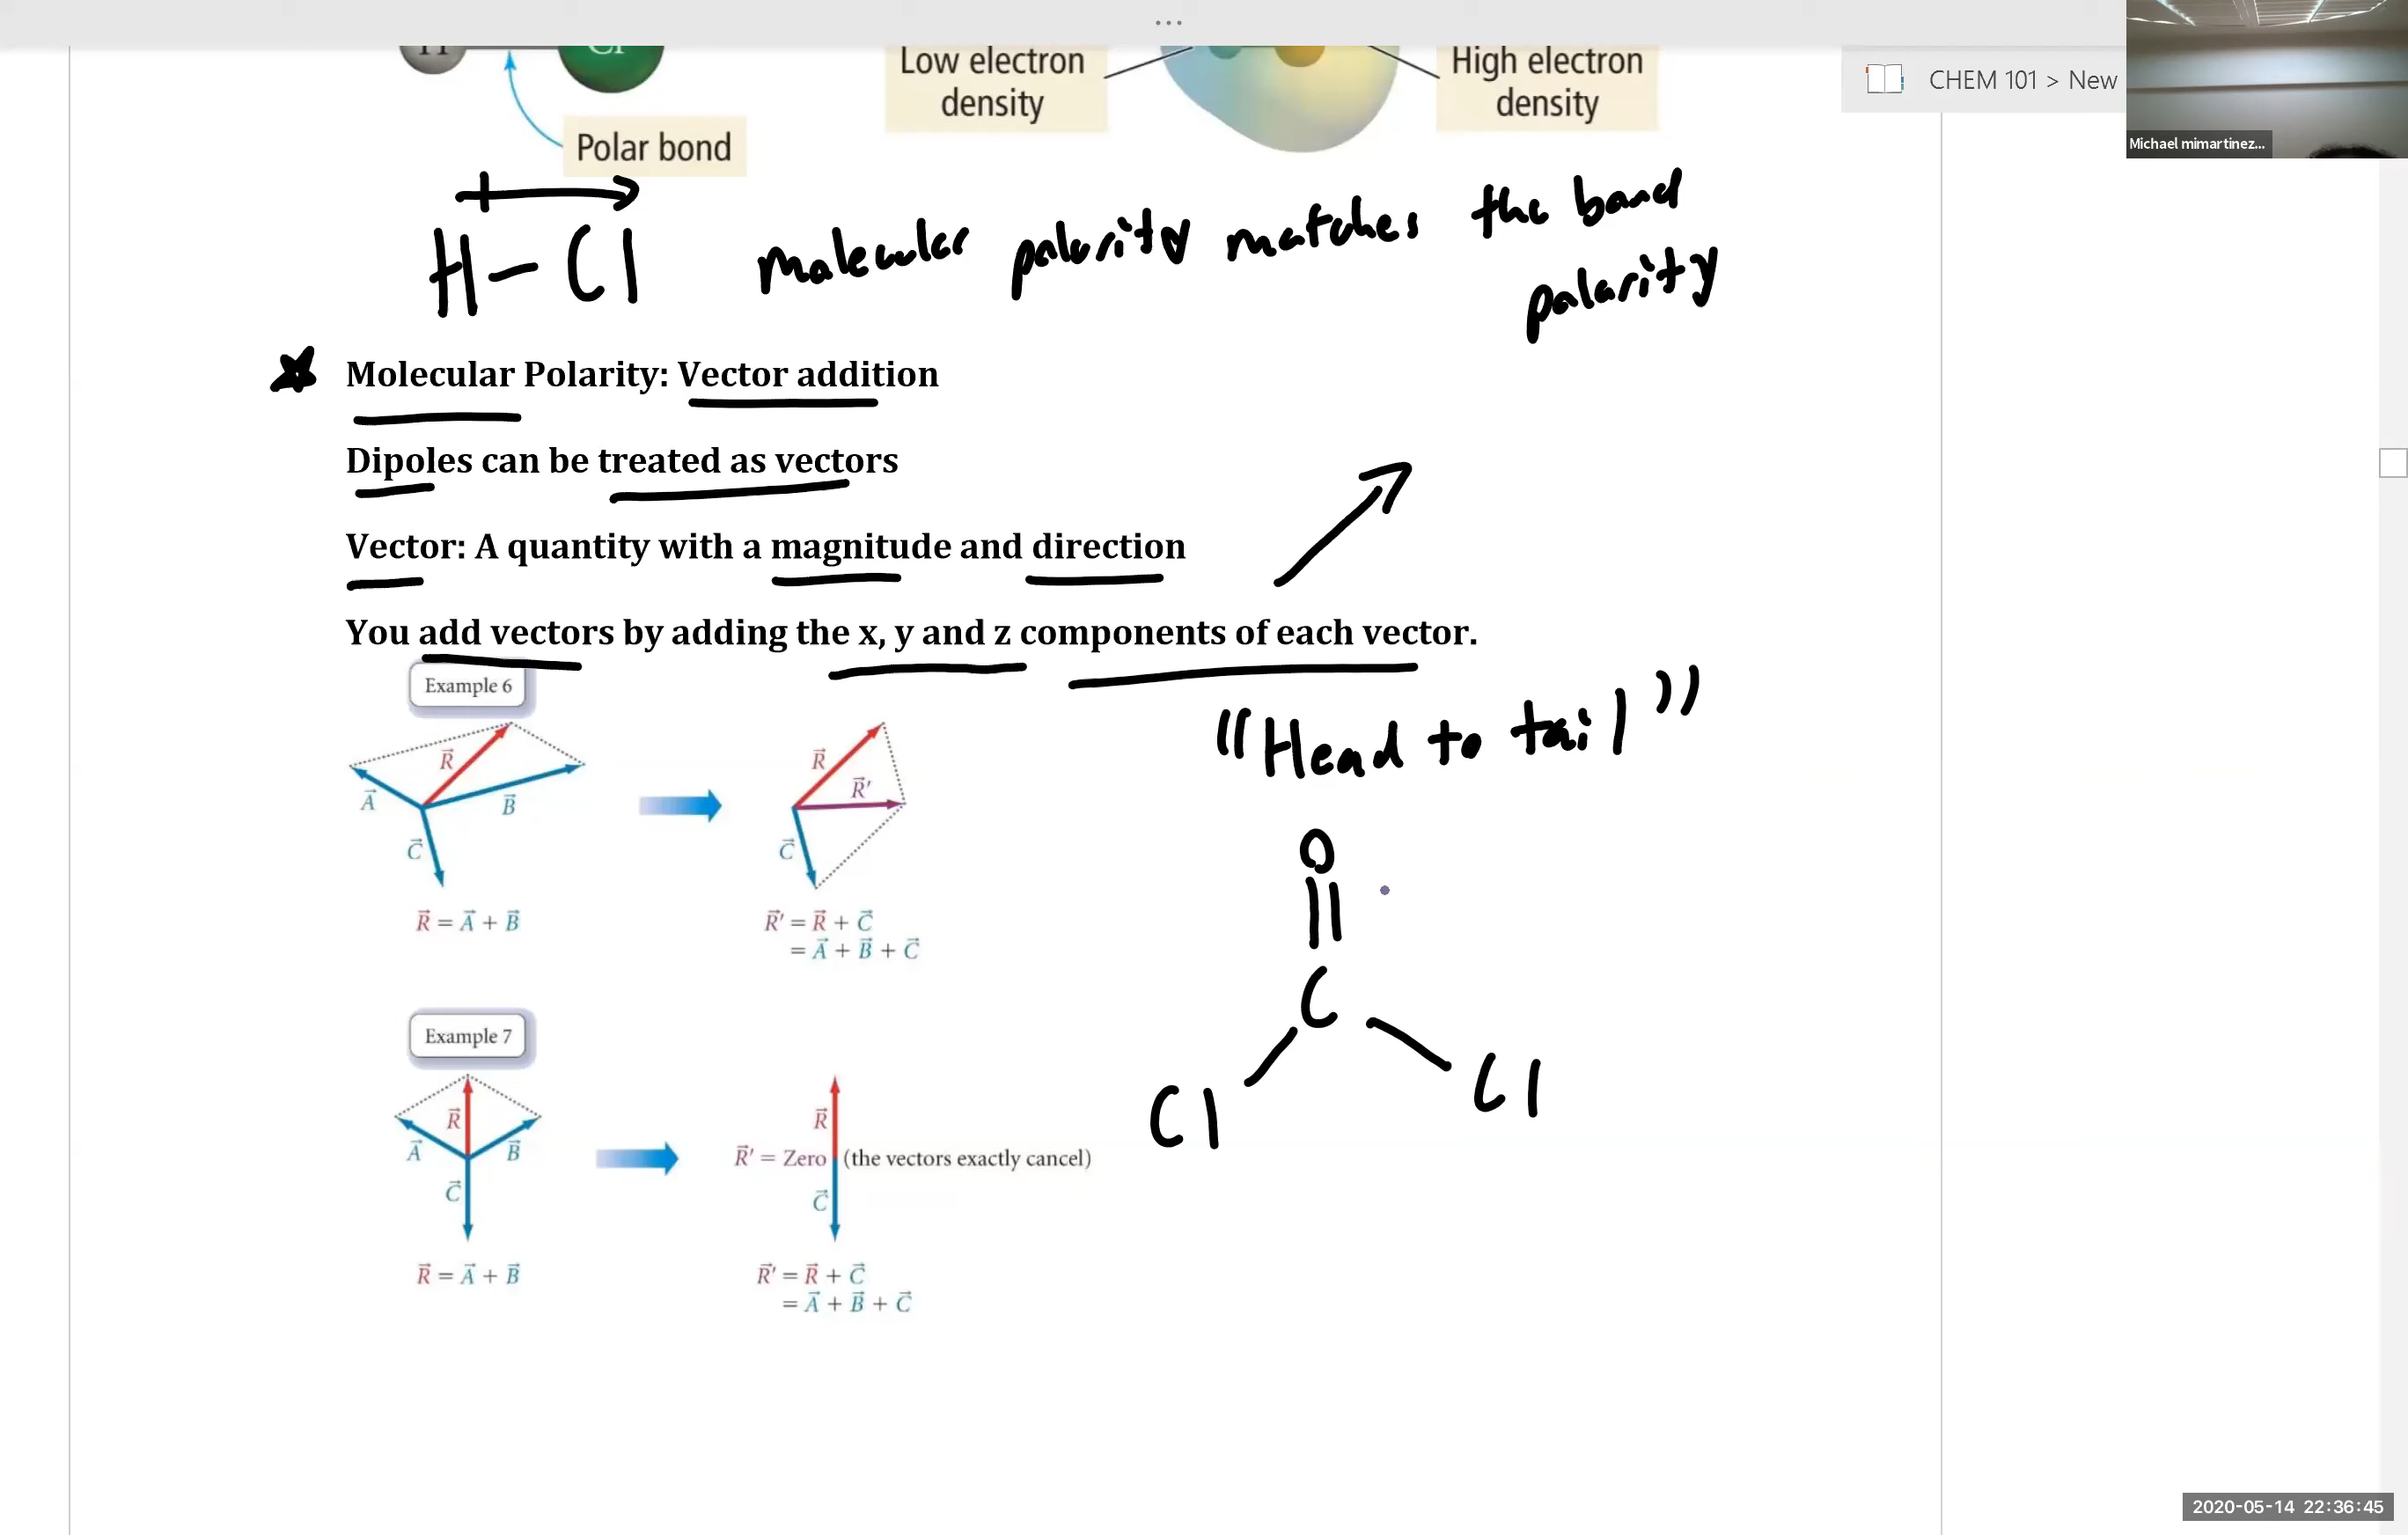 ...
H
Cl
Low electron
density
High electron
density
Polar bond
CHEM 101 > New
Michael mimartinez...
H - Cl
Molecular polarity matches the bond
polarity
Molecular Polarity: Vector addition
Dipoles can be treated as vectors
Vector: A quantity with a magnitude and direction
You add vectors by adding the x, y and z components of each vector.
"Head to tail"
Example 6
R⃗
A⃗
B⃗
C⃗
R⃗
R⃗'
C⃗
R⃗ = A⃗ + B⃗
R⃗' = R⃗ + C⃗
= A⃗ + B⃗ + C⃗
O
C
Cl
Cl
Example 7
R⃗
A⃗
B⃗
C⃗
R⃗
R⃗' = Zero (the vectors exactly cancel)
C⃗
R⃗ = A⃗ + B⃗
R⃗' = R⃗ + C⃗
= A⃗ + B⃗ + C⃗
2020-05-14 22:36:45